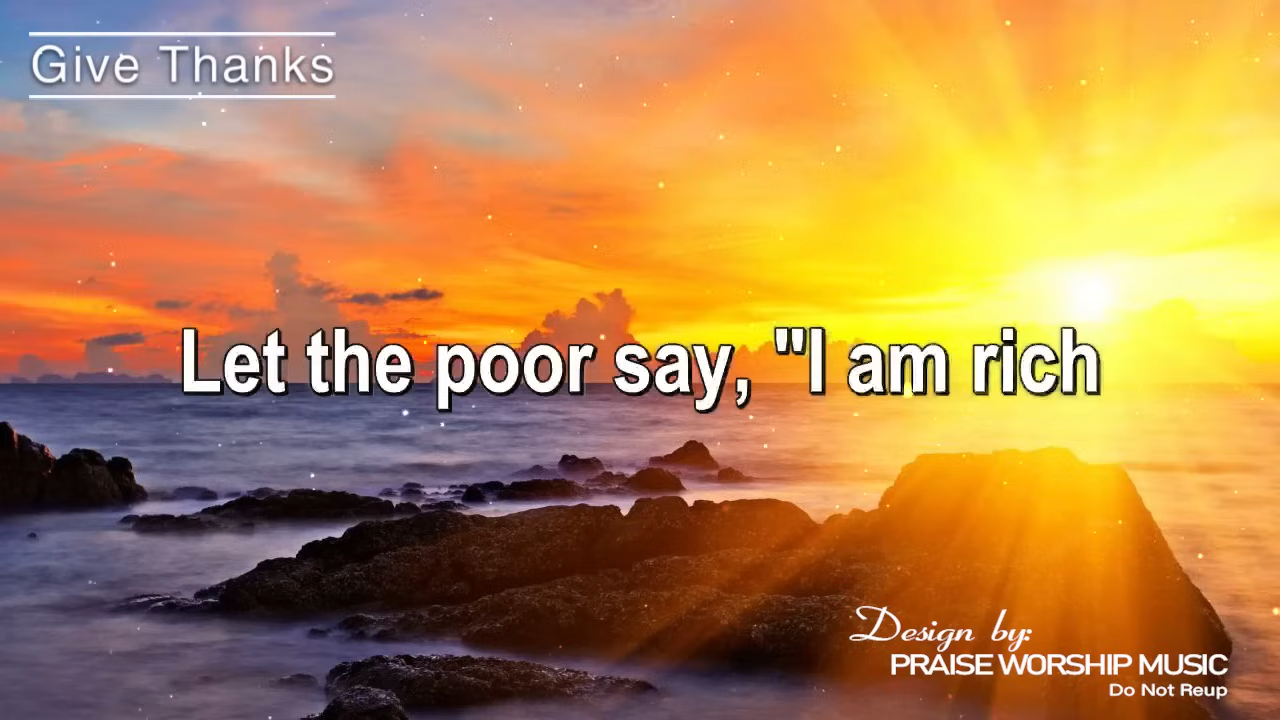 Give Thanks
Let the poor say, "I am rich
Design by:
PRAISE WORSHIP MUSIC
Do Not Reup